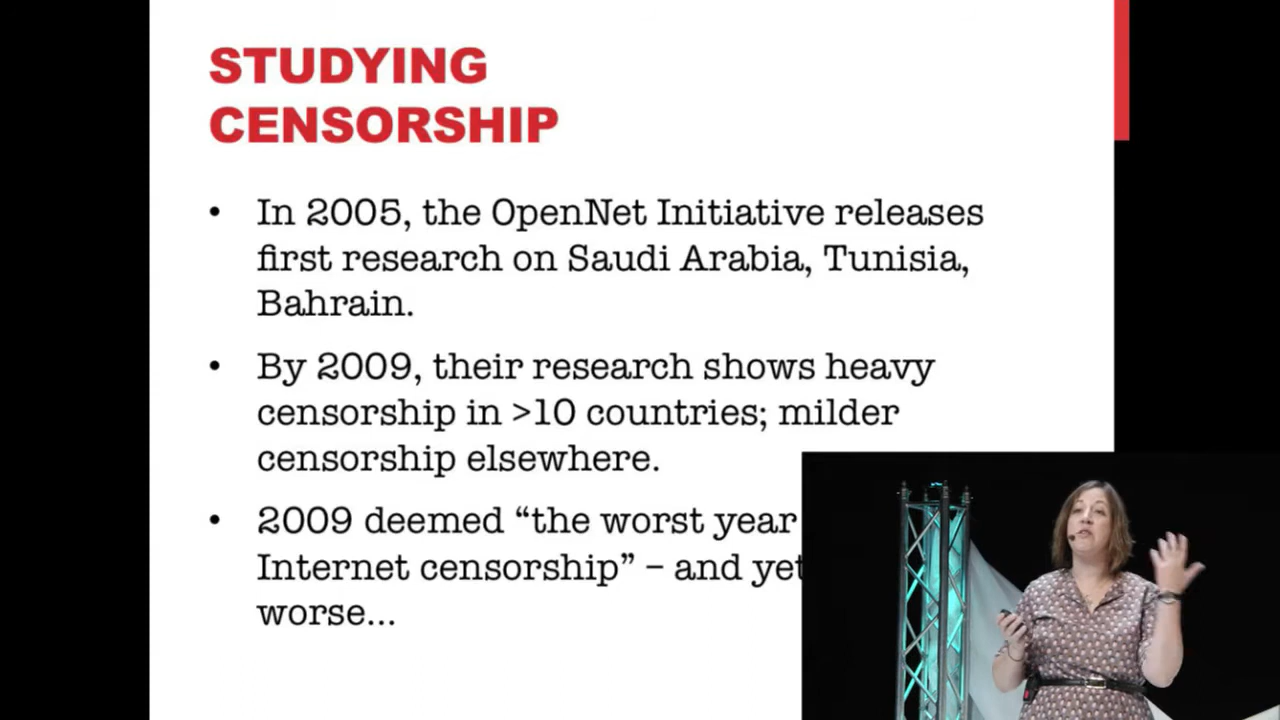 STUDYING
CENSORSHIP
• In 2005, the OpenNet Initiative releases
first research on Saudi Arabia, Tunisia,
Bahrain.
• By 2009, their research shows heavy
censorship in >10 countries; milder
censorship elsewhere.
• 2009 deemed “the worst year
Internet censorship” – and yet
worse...